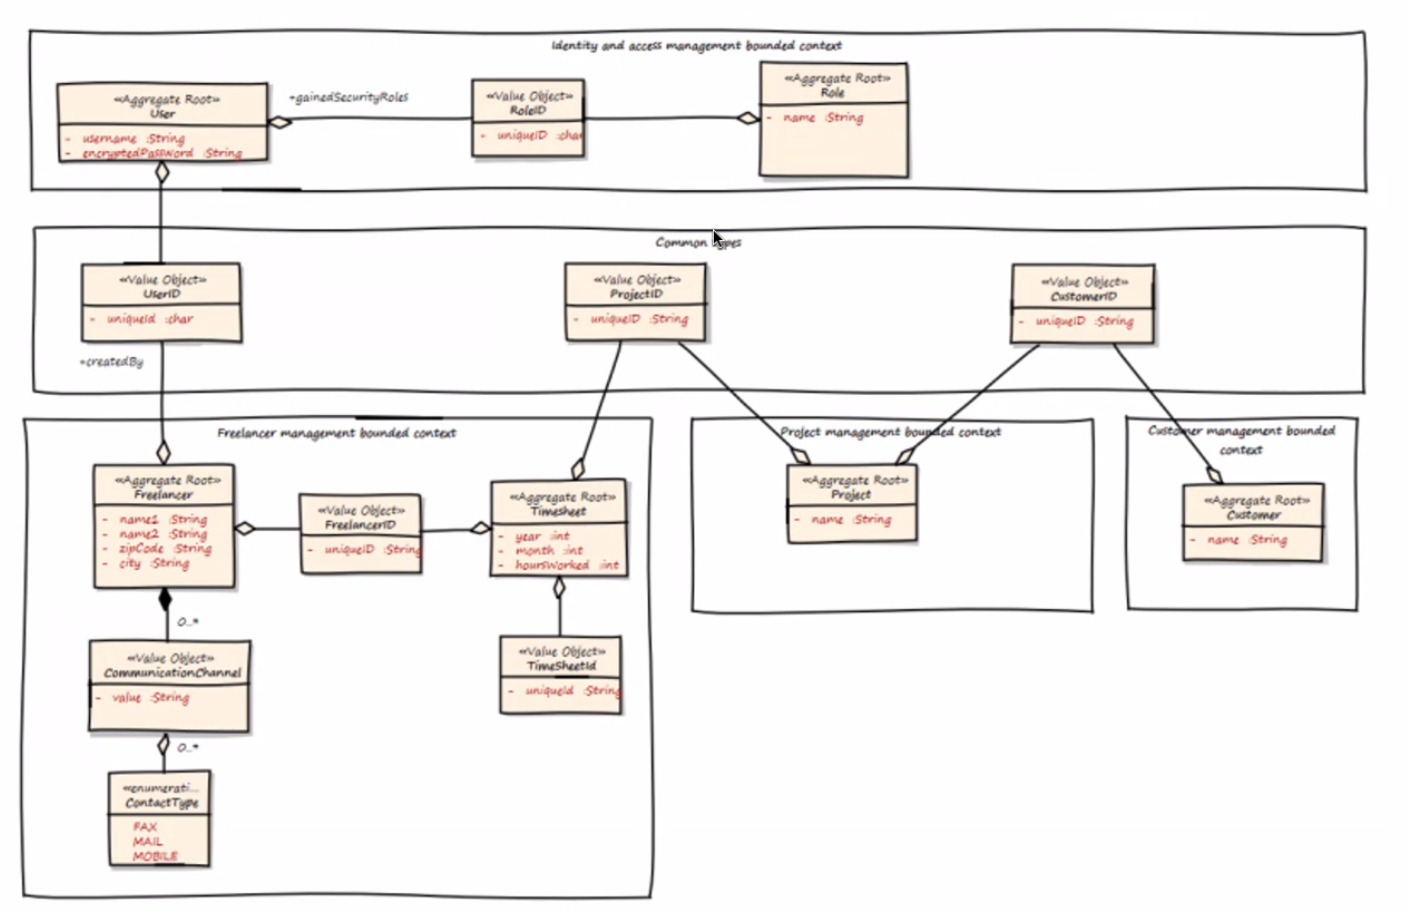 Identity and access management bounded context
«Aggregate Root»
User
- username :String
- encryptedPassword :String
+gainedSecurityRoles
«Value Object»
RoleID
- uniqueID :char
«Aggregate Root»
Role
- name :String
Common Types
«Value Object»
UserID
- uniqueId :char
+createdBy
«Value Object»
ProjectID
- uniqueID :String
«Value Object»
CustomerID
- uniqueID :String
Freelancer management bounded context
«Aggregate Root»
Freelancer
- name1 :String
- name2 :String
- zipCode :String
- city :String
«Value Object»
FreelancerID
- uniqueID :String
«Aggregate Root»
Timesheet
- year :int
- month :int
- hoursWorked :int
0..*
«Value Object»
CommunicationChannel
- value :String
«Value Object»
TimeSheetId
- uniqueId :String
0..*
«enumerati...
ContactType
FAX
MAIL
MOBILE
Project management bounded context
«Aggregate Root»
Project
- name :String
Customer management bounded
context
«Aggregate Root»
Customer
- name :String